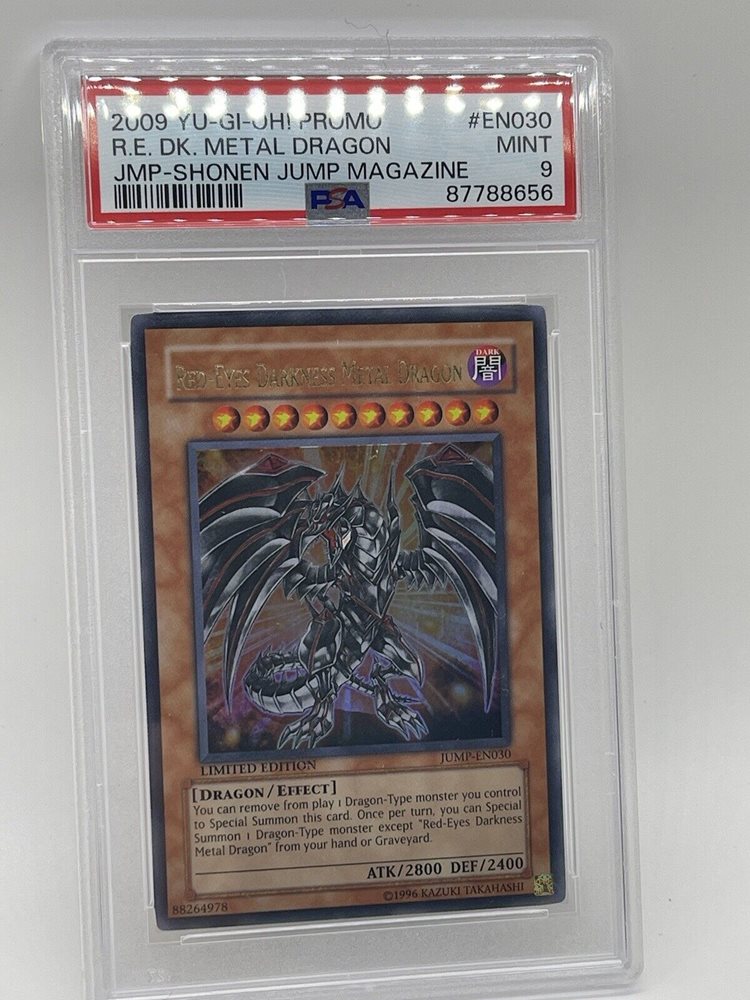 2009 YU-GI-OH! PROMO #EN030
R.E. DK. METAL DRAGON MINT
JMP-SHONEN JUMP MAGAZINE 9
PSA 87788656
RED-EYES DARKNESS METAL DRAGON
DARK
闇
LIMITED EDITION JUMP-EN030
[DRAGON/EFFECT]
You can remove from play 1 Dragon-Type monster you control
to Special Summon this card. Once per turn, you can Special
Summon 1 Dragon-Type monster except "Red-Eyes Darkness
Metal Dragon" from your hand or Graveyard.
ATK/2800 DEF/2400
88264978 ©1996 KAZUKI TAKAHASHI